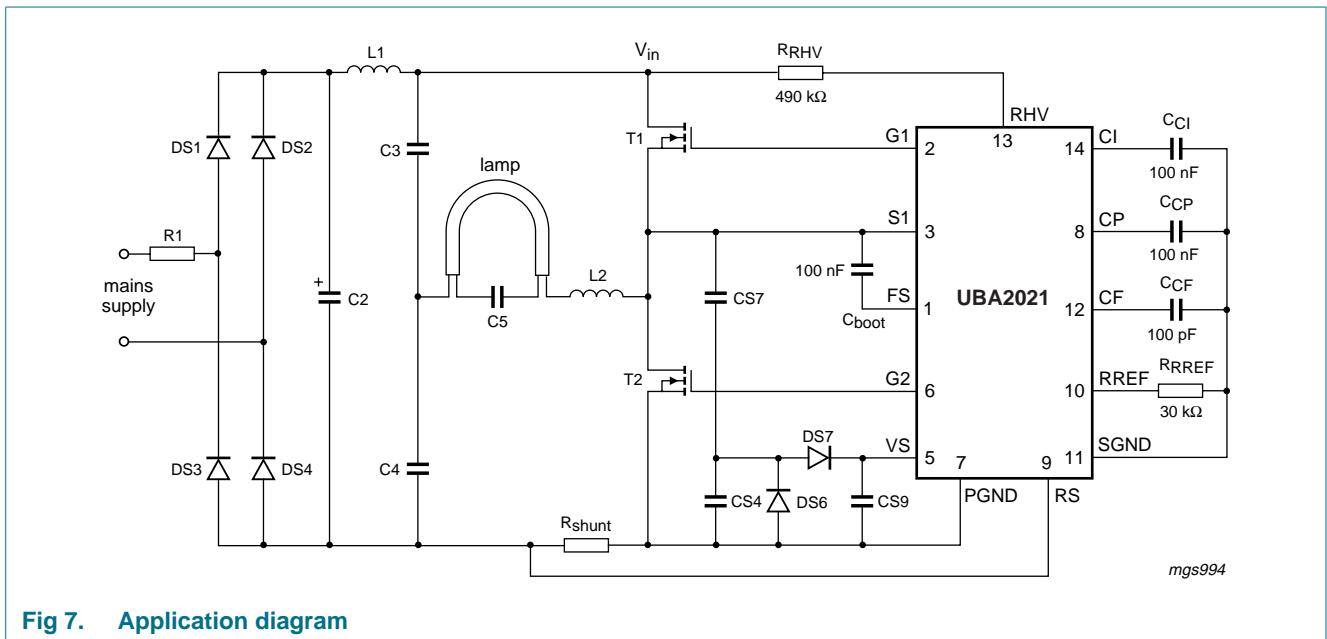 L1
Vin
RRHV
490 kΩ
RHV
13
DS1
DS2
C3
T1
G1
2
14
CI
CCI
100 nF
lamp
R1
mains
supply
+
C2
C5
L2
S1
3
8
CP
CCP
100 nF
100 nF
CS7
FS
1
Cboot
UBA2021
12
CF
CCF
100 pF
T2
G2
6
10
RREF
RRREF
30 kΩ
DS3
DS4
C4
DS7
VS
5
7
9
11
SGND
CS4
DS6
CS9
PGND
RS
Rshunt
mgs994
Fig 7. Application diagram